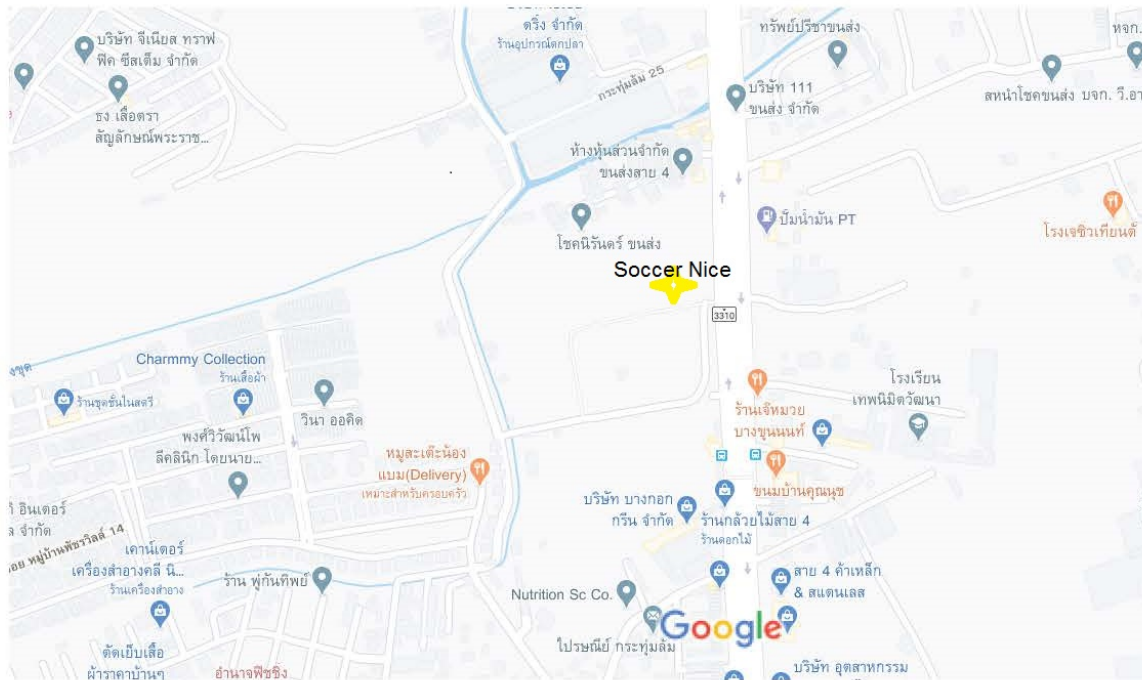 ดริ่ง จำกัด
ร้านอุปกรณ์ตกปลา
บริษัท จีเนียส ทราฟ
ฟิค ซีสเต็ม จำกัด
ธง เสื้อตรา
สัญลักษณ์พระราช...
กระทุ่มล้ม 25
ทรัพย์ปรีชาขนส่ง
หจก.
บริษัท 111
ขนส่ง จำกัด
สหนำโชคขนส่ง บจก. วี.อา
ห้างหุ้นส่วนจำกัด
ขนส่งสาย 4
โชคนิรันดร์ ขนส่ง
ปั๊มน้ำมัน PT
โรงเจซิวเทียนตั้
Soccer Nice
3310
Charmmy Collection
ร้านเสื้อผ้า
ร้านชุดชั้นในสตรี
วินา ออคิด
พงศ์วิวัฒน์โพ
ลีคลินิก โดยนาย...
หมูสะเต๊ะน้อง
แบม(Delivery)
เหมาะสำหรับครอบครัว
โรงเรียน
เทพนิมิตวัฒนา
ร้านเจ๊หมวย
บางขุนนนท์
ขนมบ้านคุณนุช
บริษัท บางกอก
กรีน จำกัด
ร้านกล้วยไม้สาย 4
ร้านดอกไม้
อินเตอร์
จำกัด
อย หมู่บ้านพัชรวิลล์ 14
เคาน์เตอร์
เครื่องสำอางคลี นิ...
ร้านเครื่องสำอาง
ร้าน พู่กันทิพย์
Nutrition Sc Co.
สาย 4 ค้าเหล็ก
& สแตนเลส
Google
ไปรษณีย์ กระทุ่มล้ม
ตัดเย็บเสื้อ
ผ้าราคาบ้านๆ
อำนาจฟิชชิ่ง
บริษัท อุตสาหกรรม